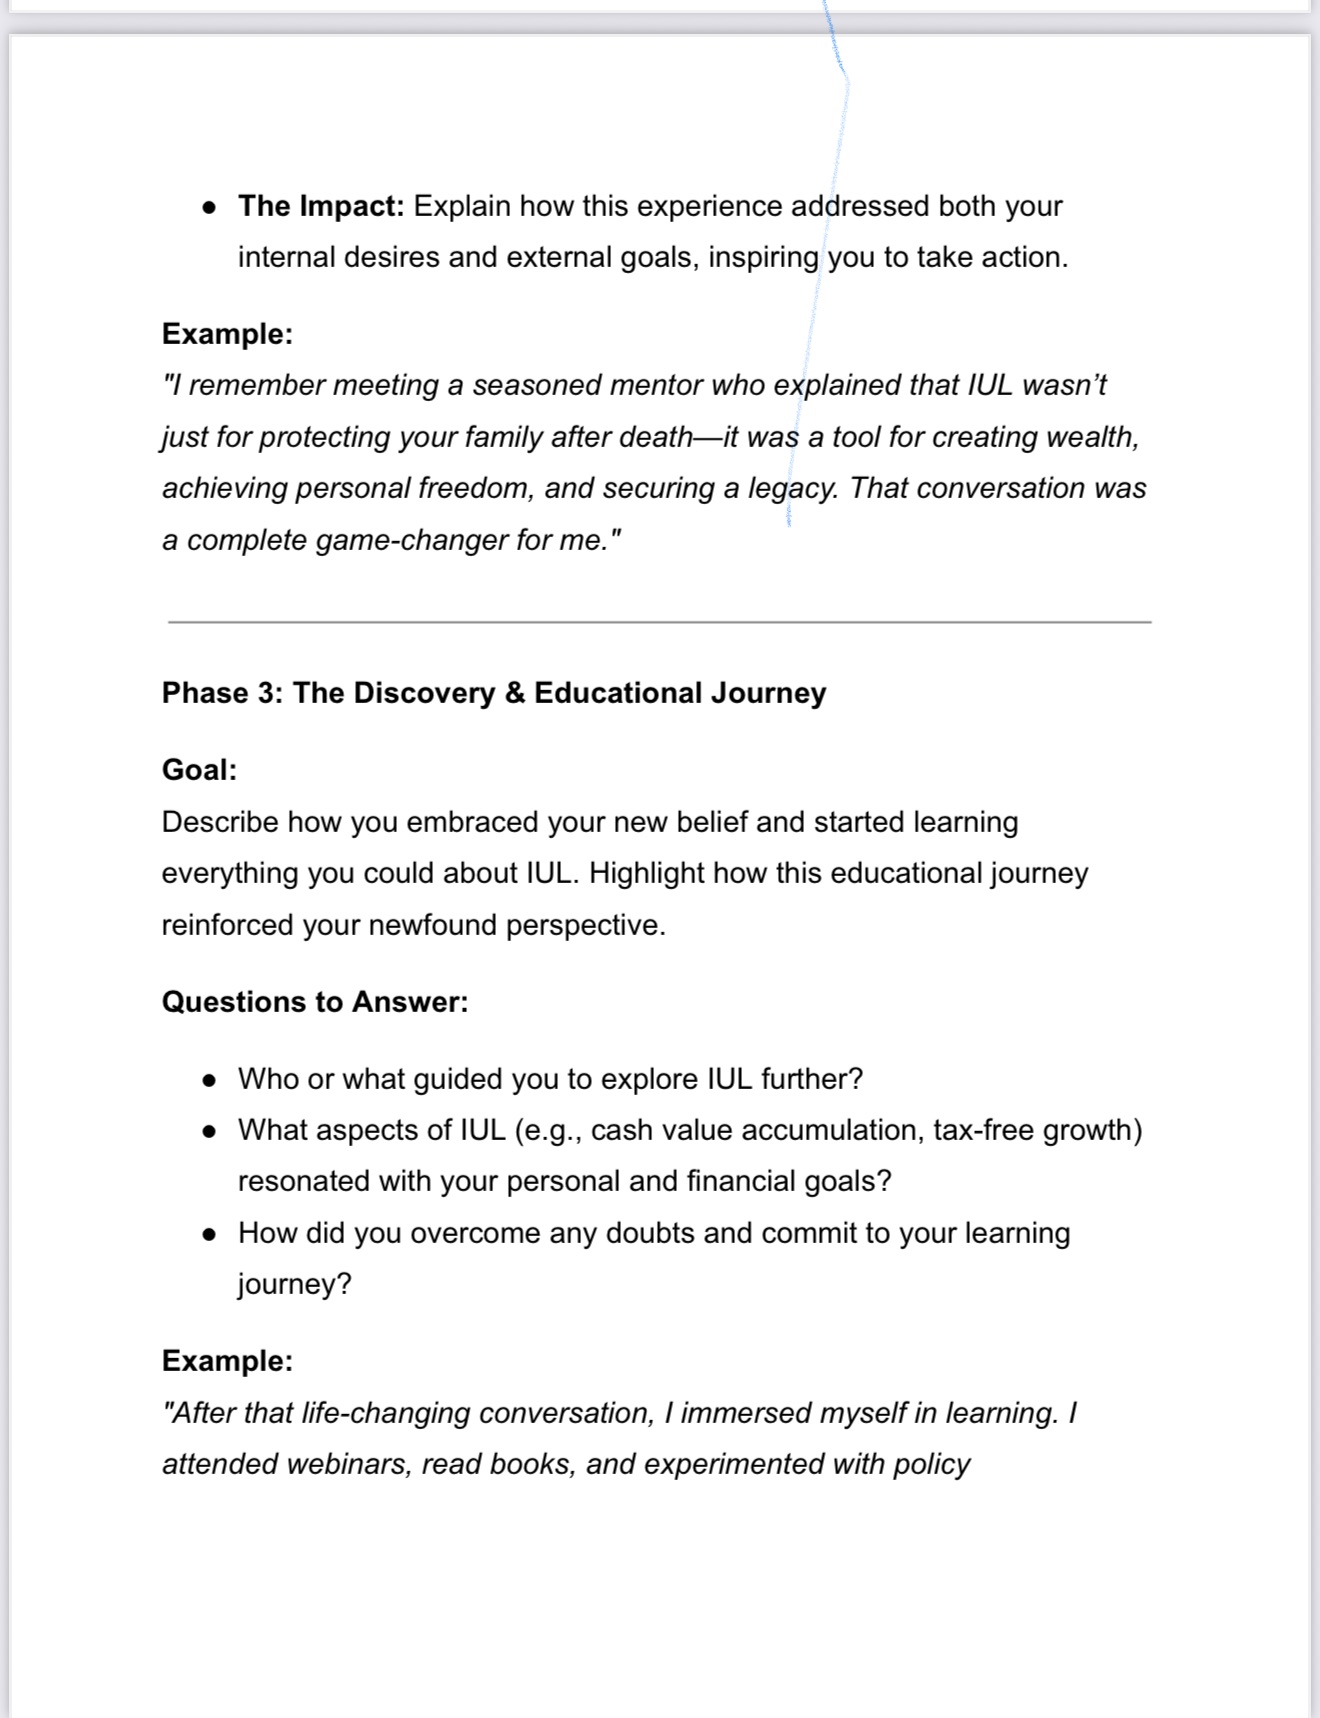 ● The Impact: Explain how this experience addressed both your
internal desires and external goals, inspiring you to take action.
Example:
"I remember meeting a seasoned mentor who explained that IUL wasn’t
just for protecting your family after death—it was a tool for creating wealth,
achieving personal freedom, and securing a legacy. That conversation was
a complete game-changer for me."
Phase 3: The Discovery & Educational Journey
Goal:
Describe how you embraced your new belief and started learning
everything you could about IUL. Highlight how this educational journey
reinforced your newfound perspective.
Questions to Answer:
● Who or what guided you to explore IUL further?
● What aspects of IUL (e.g., cash value accumulation, tax-free growth)
resonated with your personal and financial goals?
● How did you overcome any doubts and commit to your learning
journey?
Example:
"After that life-changing conversation, I immersed myself in learning. I
attended webinars, read books, and experimented with policy